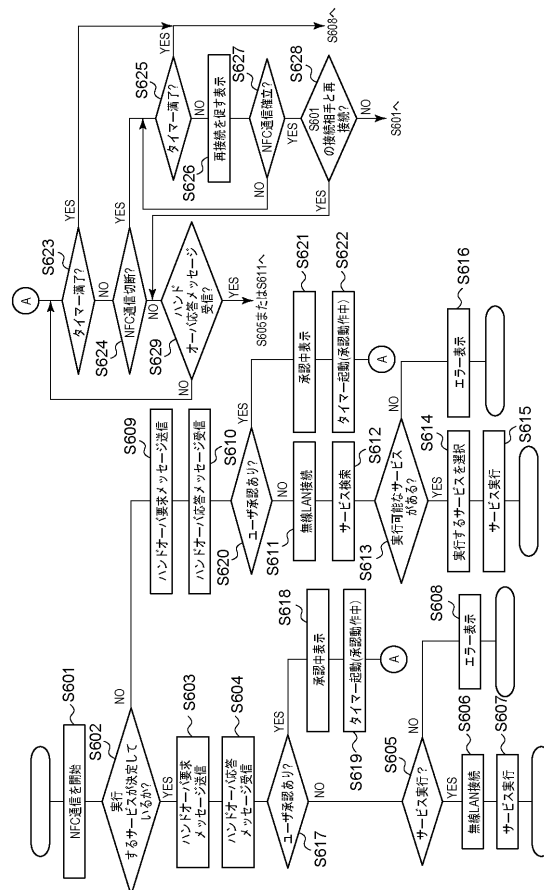 NFC通信を開始
S601
実行
するサービスが決定して
いるか?
S602
NO
YES
ハンドオーバ要求
メッセージ送信
S603
ハンドオーバ応答
メッセージ受信
S604
ユーザ承認あり?
S617
YES
NO
承認中表示
S618
タイマー起動(承認動作中)
S619
A
サービス実行?
S605
NO
YES
エラー表示
S608
無線LAN接続
S606
サービス実行
S607
ハンドオーバ要求メッセージ送信
S609
ハンドオーバ応答メッセージ受信
S610
ユーザ承認あり?
S620
YES
NO
承認中表示
S621
タイマー起動(承認動作中)
S622
A
無線LAN接続
S611
サービス検索
S612
実行可能なサービス
がある?
S613
NO
YES
エラー表示
S616
実行するサービスを選択
S614
サービス実行
S615
A
タイマー満了?
S623
YES
NO
NFC通信切断?
S624
YES
NO
ハンド
オーバ応答メッセージ
受信?
S629
NO
YES
S605またはS611へ
タイマー満了?
S625
YES
NO
S608へ
再接続を促す表示
S626
NFC通信確立?
S627
NO
YES
S601
の接続相手と再
接続?
S628
YES
NO
S601へ